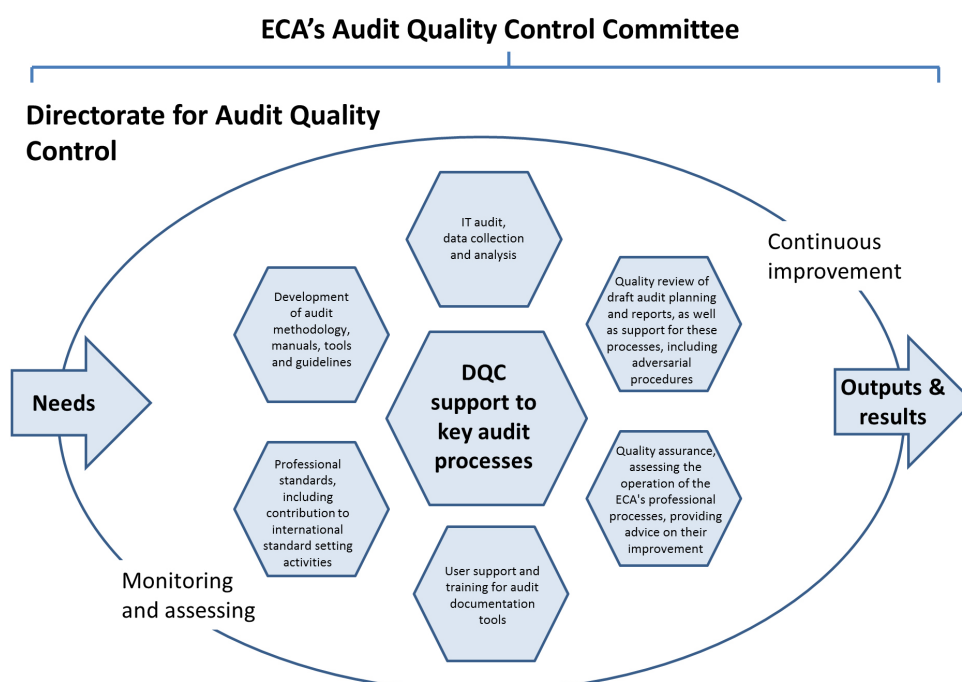 ECA's Audit Quality Control Committee
Directorate for Audit Quality
Control
IT audit,
data collection
and analysis
Continuous
improvement
Development
of audit
methodology,
manuals, tools
and guidelines
Quality review of
draft audit planning
and reports, as well
as support for these
processes, including
adversarial
procedures
Needs
DQC
support to
key audit
processes
Outputs &
results
Professional
standards,
including
contribution to
international
standard setting
activities
Quality assurance,
assessing the
operation of the
ECA's professional
processes, providing
advice on their
improvement
Monitoring
and assessing
User support and
training for audit
documentation
tools